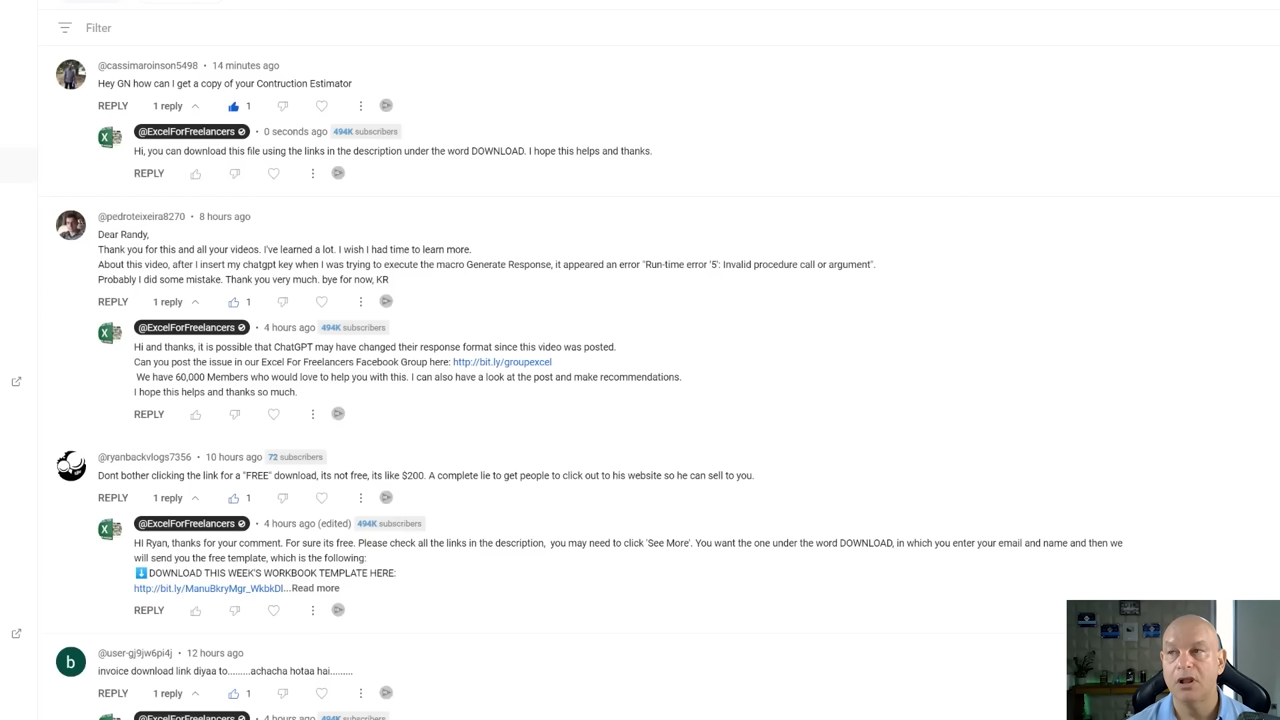 Filter
@cassimaroinson5498 • 14 minutes ago
Hey GN how can I get a copy of your Contruction Estimator
REPLY 1 reply 1
@ExcelForFreelancers • 0 seconds ago 494K subscribers
Hi, you can download this file using the links in the description under the word DOWNLOAD. I hope this helps and thanks.
REPLY
@pedroteixeira8270 • 8 hours ago
Dear Randy,
Thank you for this and all your videos. I've learned a lot. I wish I had time to learn more.
About this video, after I insert my chatgpt key when I was trying to execute the macro Generate Response, it appeared an error "Run-time error '5': Invalid procedure call or argument".
Probably I did some mistake. Thank you very much. bye for now, KR
REPLY 1 reply 1
@ExcelForFreelancers • 4 hours ago 494K subscribers
Hi and thanks, it is possible that ChatGPT may have changed their response format since this video was posted.
Can you post the issue in our Excel For Freelancers Facebook Group here: http://bit.ly/groupexcel
We have 60,000 Members who would love to help you with this. I can also have a look at the post and make recommendations.
I hope this helps and thanks so much.
REPLY
@ryanbackvlogs7356 • 10 hours ago 72 subscribers
Dont bother clicking the link for a "FREE" download, its not free, its like $200. A complete lie to get people to click out to his website so he can sell to you.
REPLY 1 reply 1
@ExcelForFreelancers • 4 hours ago (edited) 494K subscribers
HI Ryan, thanks for your comment. For sure its free. Please check all the links in the description, you may need to click 'See More'. You want the one under the word DOWNLOAD, in which you enter your email and name and then we
will send you the free template, which is the following:
⬇️DOWNLOAD THIS WEEK'S WORKBOOK TEMPLATE HERE:
http://bit.ly/ManuBkryMgr_WkbkDl...Read more
REPLY
b
@user-gj9jw6pi4j • 12 hours ago
invoice download link diyaa to.........achacha hotaa hai.........
REPLY 1 reply 1
@ExcelForFreelancers • 4 hours ago 494K subscribers